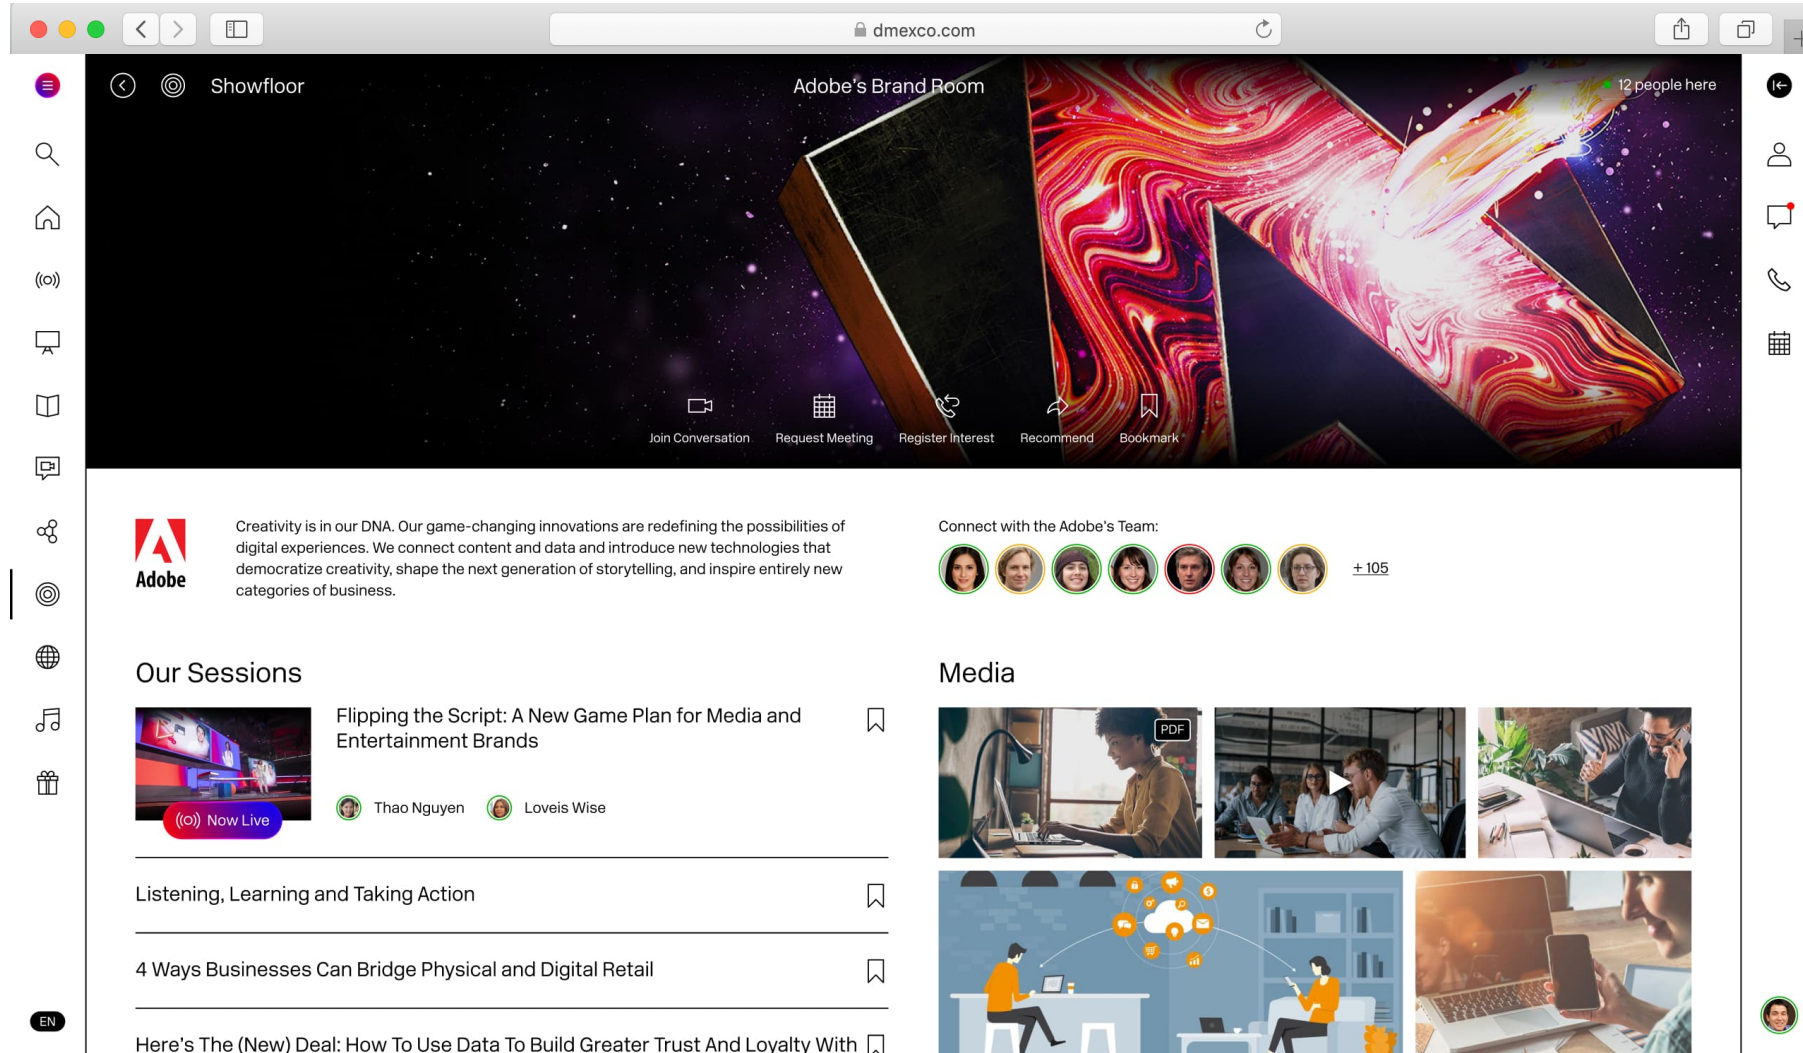 dmexco.com
Showfloor
Adobe's Brand Room
12 people here
Join Conversation
Request Meeting
Register Interest
Recommend
Bookmark
Adobe
Creativity is in our DNA. Our game-changing innovations are redefining the possibilities of
digital experiences. We connect content and data and introduce new technologies that
democratize creativity, shape the next generation of storytelling, and inspire entirely new
categories of business.
Connect with the Adobe's Team:
+ 105
Our Sessions
Flipping the Script: A New Game Plan for Media and
Entertainment Brands
Thao Nguyen
Loveis Wise
Now Live
Listening, Learning and Taking Action
4 Ways Businesses Can Bridge Physical and Digital Retail
Here's The (New) Deal: How To Use Data To Build Greater Trust And Loyalty With
Media
PDF
EN